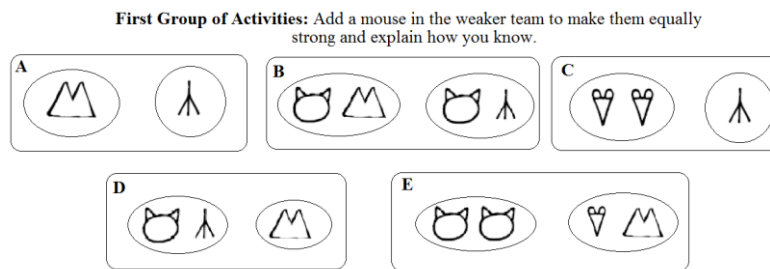 First Group of Activities: Add a mouse in the weaker team to make them equally
strong and explain how you know.
A
B
C
D
E